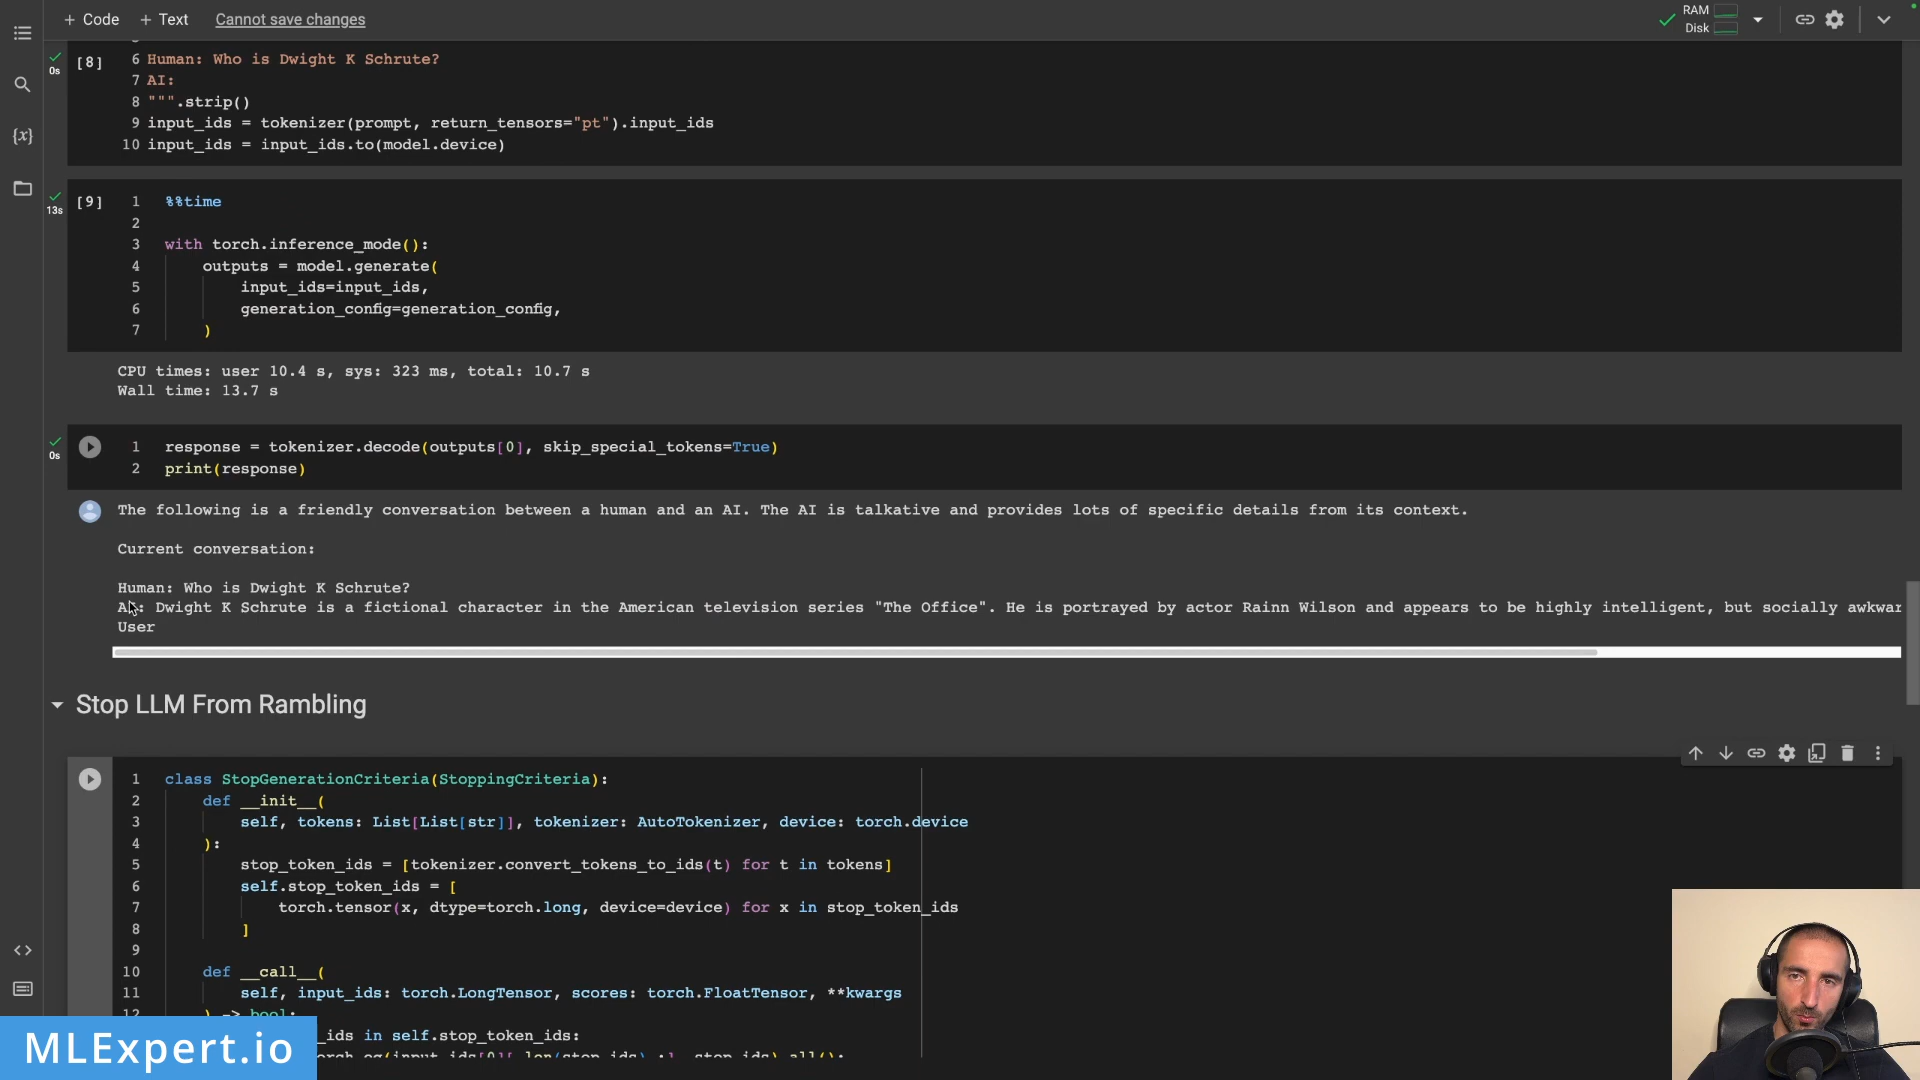 + Code + Text Cannot save changes RAM
Disk
0s [8] 6 Human: Who is Dwight K Schrute?
7 AI:
8 """.strip()
9 input_ids = tokenizer(prompt, return_tensors="pt").input_ids
10 input_ids = input_ids.to(model.device)
13s [9] 1 %%time
2
3 with torch.inference_mode():
4 outputs = model.generate(
5 input_ids=input_ids,
6 generation_config=generation_config,
7 )
CPU times: user 10.4 s, sys: 323 ms, total: 10.7 s
Wall time: 13.7 s
0s 1 response = tokenizer.decode(outputs[0], skip_special_tokens=True)
2 print(response)
The following is a friendly conversation between a human and an AI. The AI is talkative and provides lots of specific details from its context.
Current conversation:
Human: Who is Dwight K Schrute?
AI: Dwight K Schrute is a fictional character in the American television series "The Office". He is portrayed by actor Rainn Wilson and appears to be highly intelligent, but socially awkwar
User
Stop LLM From Rambling
1 class StopGenerationCriteria(StoppingCriteria):
2 def __init__(
3 self, tokens: List[List[str]], tokenizer: AutoTokenizer, device: torch.device
4 ):
5 stop_token_ids = [tokenizer.convert_tokens_to_ids(t) for t in tokens]
6 self.stop_token_ids = [
7 torch.tensor(x, dtype=torch.long, device=device) for x in stop_token_ids
8 ]
9
10 def __call__(
11 self, input_ids: torch.LongTensor, scores: torch.FloatTensor, **kwargs
12 ) -> bool:
_ids in self.stop_token_ids:
MLExpert.io